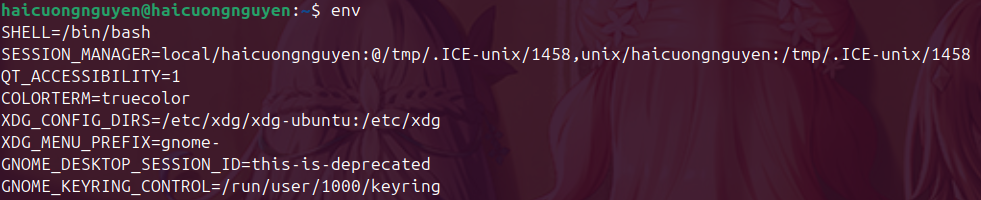 haicuongnguyen@haicuongnguyen:~$ env
SHELL=/bin/bash
SESSION_MANAGER=local/haicuongnguyen:@/tmp/.ICE-unix/1458,unix/haicuongnguyen:/tmp/.ICE-unix/1458
QT_ACCESSIBILITY=1
COLORTERM=truecolor
XDG_CONFIG_DIRS=/etc/xdg/xdg-ubuntu:/etc/xdg
XDG_MENU_PREFIX=gnome-
GNOME_DESKTOP_SESSION_ID=this-is-deprecated
GNOME_KEYRING_CONTROL=/run/user/1000/keyring